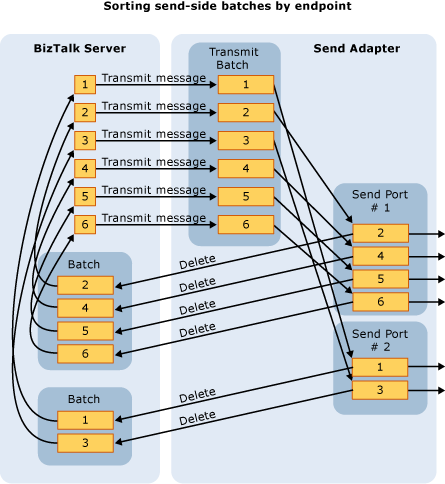 Sorting send-side batches by endpoint
BizTalk Server
Send Adapter
Transmit
Batch
1 Transmit message 1
2 Transmit message 2
3 Transmit message 3
4 Transmit message 4
5 Transmit message 5
6 Transmit message 6
Send Port
# 1
2
4
5
6
Batch
2 Delete
4 Delete
5 Delete
6 Delete
Send Port
# 2
1
3
Batch
1 Delete
3 Delete